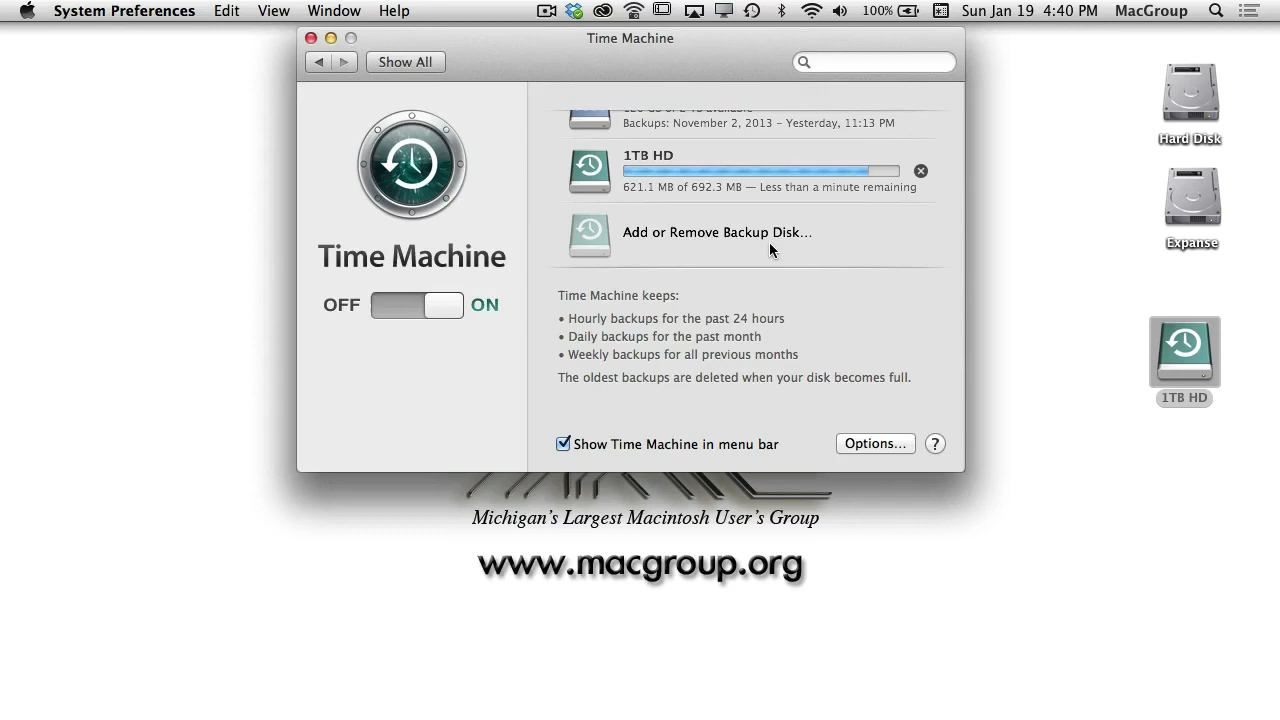 System Preferences Edit View Window Help 100% Sun Jan 19 4:40 PM MacGroup
Time Machine
Show All
Backups: November 2, 2013 – Yesterday, 11:13 PM
1TB HD
621.1 MB of 692.3 MB — Less than a minute remaining
Add or Remove Backup Disk...
Time Machine
OFF ON
Time Machine keeps:
• Hourly backups for the past 24 hours
• Daily backups for the past month
• Weekly backups for all previous months
The oldest backups are deleted when your disk becomes full.
Show Time Machine in menu bar
Options...
?
Hard Disk
Expanse
1TB HD
Michigan's Largest Macintosh User's Group
www.macgroup.org